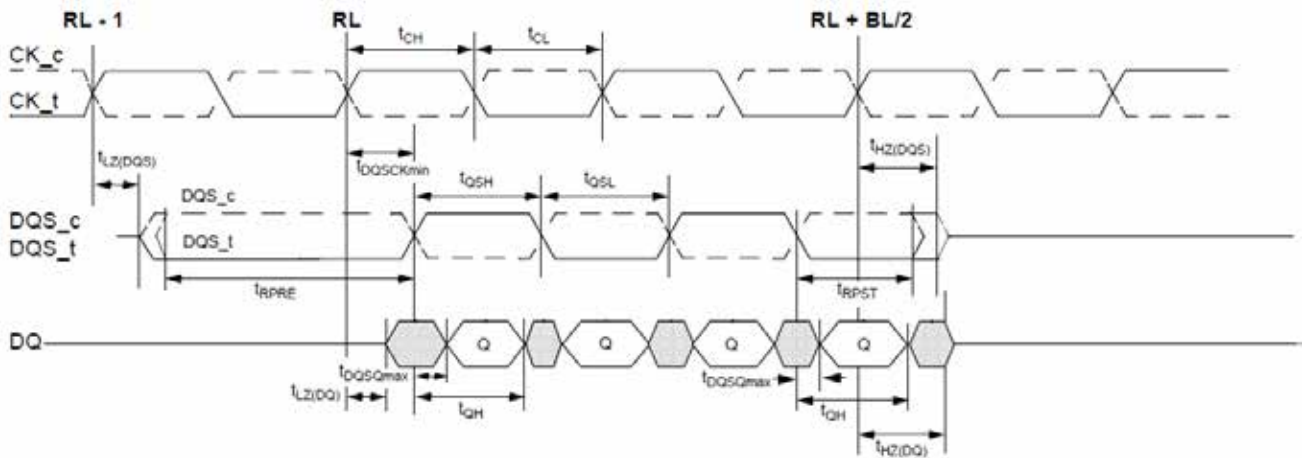 RL - 1 RL RL + BL/2
tCH tCL
CK_c
CK_t
tLZ(DQS) tDQSCKmin tHZ(DQS)
tQSH tQSL
DQS_c
DQS_c
DQS_t
DQS_t
tRPRE tRPST
DQ Q Q Q Q
tDQSQmax tDQSQmax
tLZ(DQ) tQH tQH
tHZ(DQ)